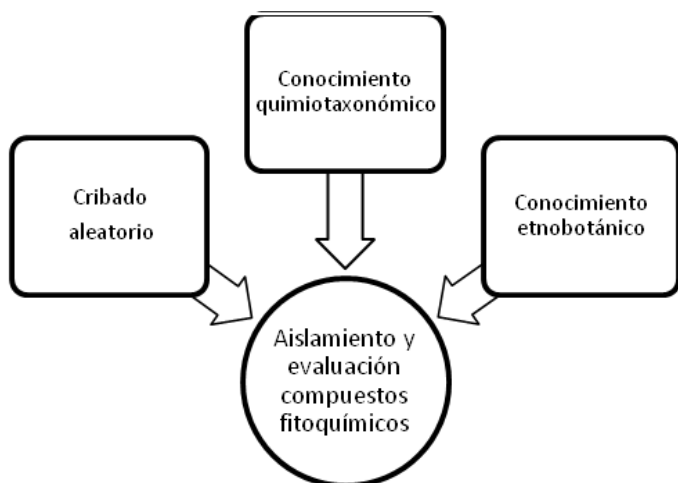 Conocimiento
quimiotaxonómico
Cribado
aleatorio
Conocimiento
etnobotánico
Aislamiento y
evaluación
compuestos
fitoquímicos